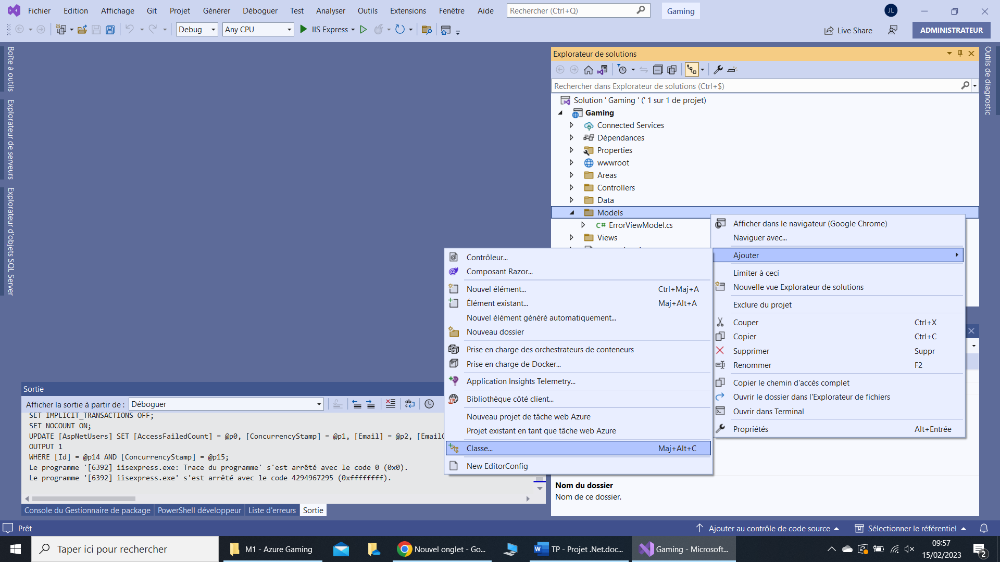 Fichier Edition Affichage Git Projet Générer Déboguer Test Analyser Outils Extensions Fenêtre Aide Rechercher (Ctrl+Q) Gaming JL
Debug Any CPU IIS Express Live Share ADMINISTRATEUR
Boîte à outils
Explorateur de serveurs
Explorateur d'objets SQL Server
Explorateur de solutions
Rechercher dans Explorateur de solutions (Ctrl+$)
Solution ' Gaming ' (' 1 sur 1 de projet)
Gaming
Connected Services
Dépendances
Properties
wwwroot
Areas
Controllers
Data
Models
C# ErrorViewModel.cs
Views
Outils de diagnostic
Afficher dans le navigateur (Google Chrome)
Naviguer avec...
Ajouter
Limiter à ceci
Nouvelle vue Explorateur de solutions
Exclure du projet
Couper Ctrl+X
Copier Ctrl+C
Supprimer Suppr
Renommer F2
Copier le chemin d'accès complet
Ouvrir le dossier dans l'Explorateur de fichiers
Ouvrir dans Terminal
Propriétés Alt+Entrée
Contrôleur...
Composant Razor...
Nouvel élément... Ctrl+Maj+A
Élément existant... Maj+Alt+A
Nouvel élément généré automatiquement...
Nouveau dossier
Prise en charge des orchestrateurs de conteneurs
Prise en charge de Docker...
Application Insights Telemetry...
Bibliothèque côté client...
Nouveau projet de tâche web Azure
Projet existant en tant que tâche web Azure
Classe... Maj+Alt+C
New EditorConfig
Sortie
Afficher la sortie à partir de : Déboguer
SET IMPLICIT_TRANSACTIONS OFF;
SET NOCOUNT ON;
UPDATE [AspNetUsers] SET [AccessFailedCount] = @p0, [ConcurrencyStamp] = @p1, [Email] = @p2,
OUTPUT 1
WHERE [Id] = @p14 AND [ConcurrencyStamp] = @p15;
Le programme '[6392] iisexpress.exe: Trace du programme' s'est arrêté avec le code 0 (0x0).
Le programme '[6392] iisexpress.exe' s'est arrêté avec le code 4294967295 (0xffffffff).
Console du Gestionnaire de package PowerShell développeur Liste d'erreurs Sortie
Nom du dossier
Nom de ce dossier.
Prêt Ajouter au contrôle de code source Sélectionner le référentiel
Taper ici pour rechercher M1 - Azure Gaming Nouvel onglet - Go... TP - Projet .Net.doc... Gaming - Microsoft... 09:57
15/02/2023 2